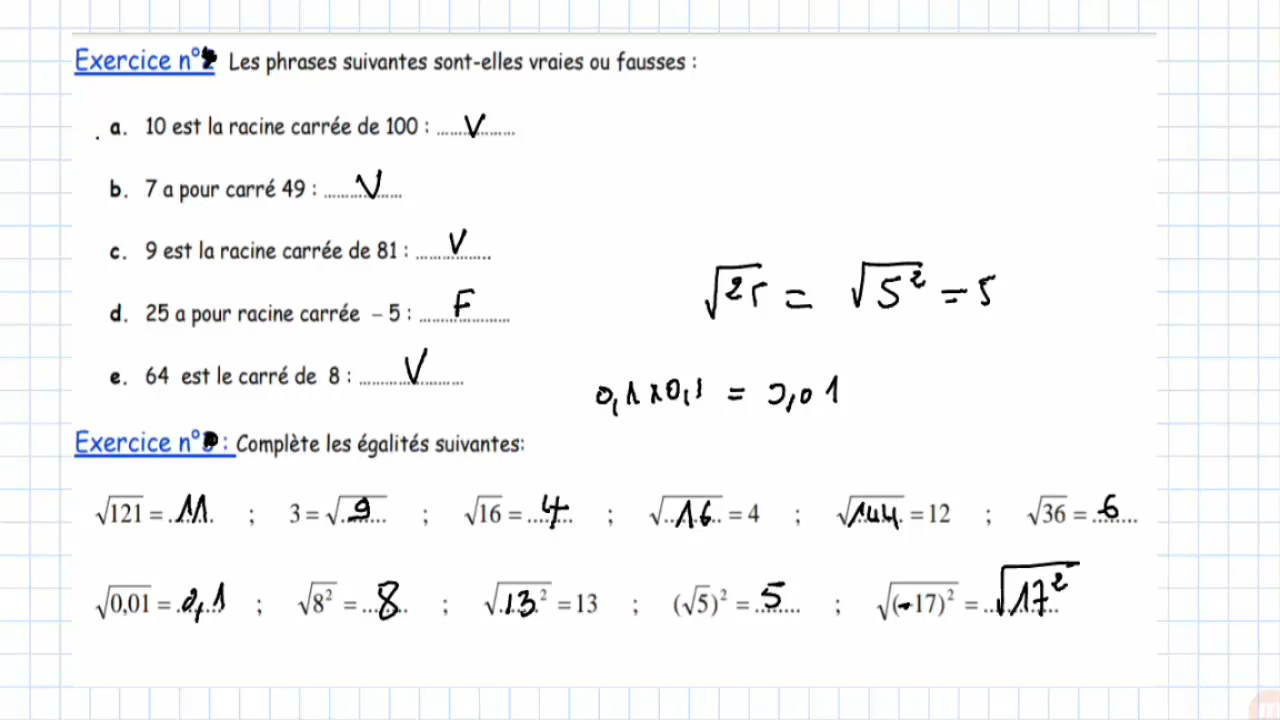 Exercice n° Les phrases suivantes sont-elles vraies ou fausses :
a. 10 est la racine carrée de 100 : ......V......
b. 7 a pour carré 49 : ......V......
c. 9 est la racine carrée de 81 : ......V......
d. 25 a pour racine carrée – 5 : ......F......
√25 = √5² = 5
e. 64 est le carré de 8 : ......V......
0,1 x 0,1 = 0,01
Exercice n° : Complète les égalités suivantes:
√121 = 11 ; 3 = √9 ; √16 = 4 ; √16 = 4 ; √144 = 12 ; √36 = 6
√0,01 = 0,1 ; √8² = 8 ; √13² = 13 ; (√5)² = 5 ; √(-17)² = √17²